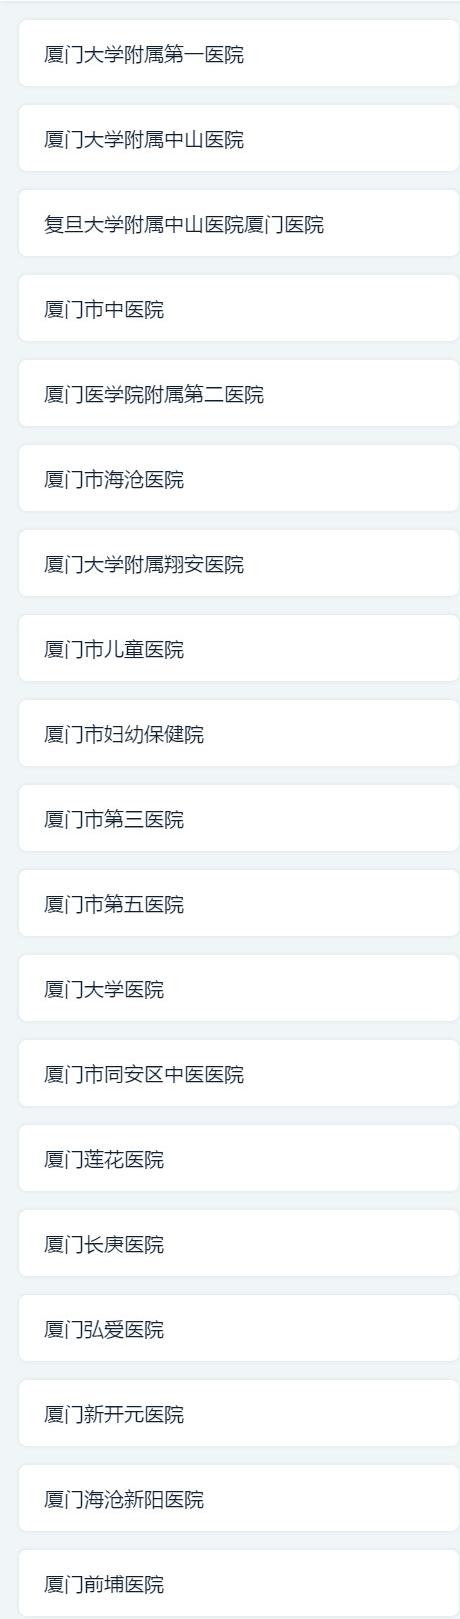 厦门大学附属第一医院
厦门大学附属中山医院
复旦大学附属中山医院厦门医院
厦门市中医院
厦门医学院附属第二医院
厦门市海沧医院
厦门大学附属翔安医院
厦门市儿童医院
厦门市妇幼保健院
厦门市第三医院
厦门市第五医院
厦门大学医院
厦门市同安区中医医院
厦门莲花医院
厦门长庚医院
厦门弘爱医院
厦门新开元医院
厦门海沧新阳医院
厦门前埔医院